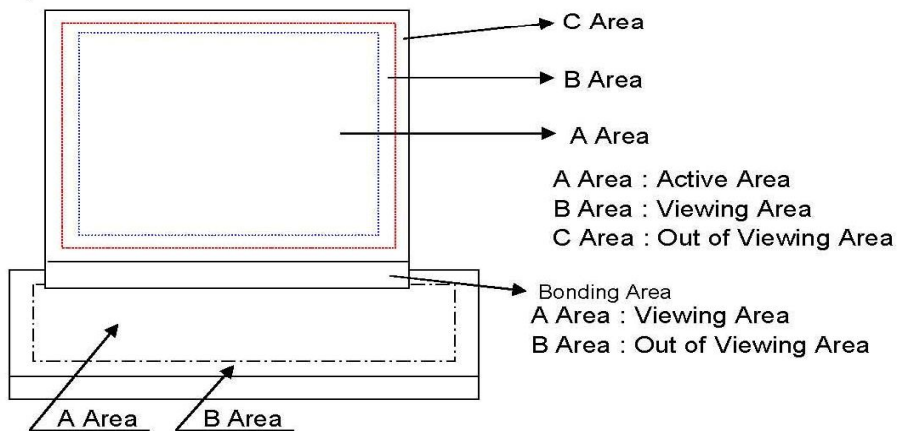 C Area
B Area
A Area
A Area : Active Area
B Area : Viewing Area
C Area : Out of Viewing Area
Bonding Area
A Area : Viewing Area
B Area : Out of Viewing Area
A Area
B Area